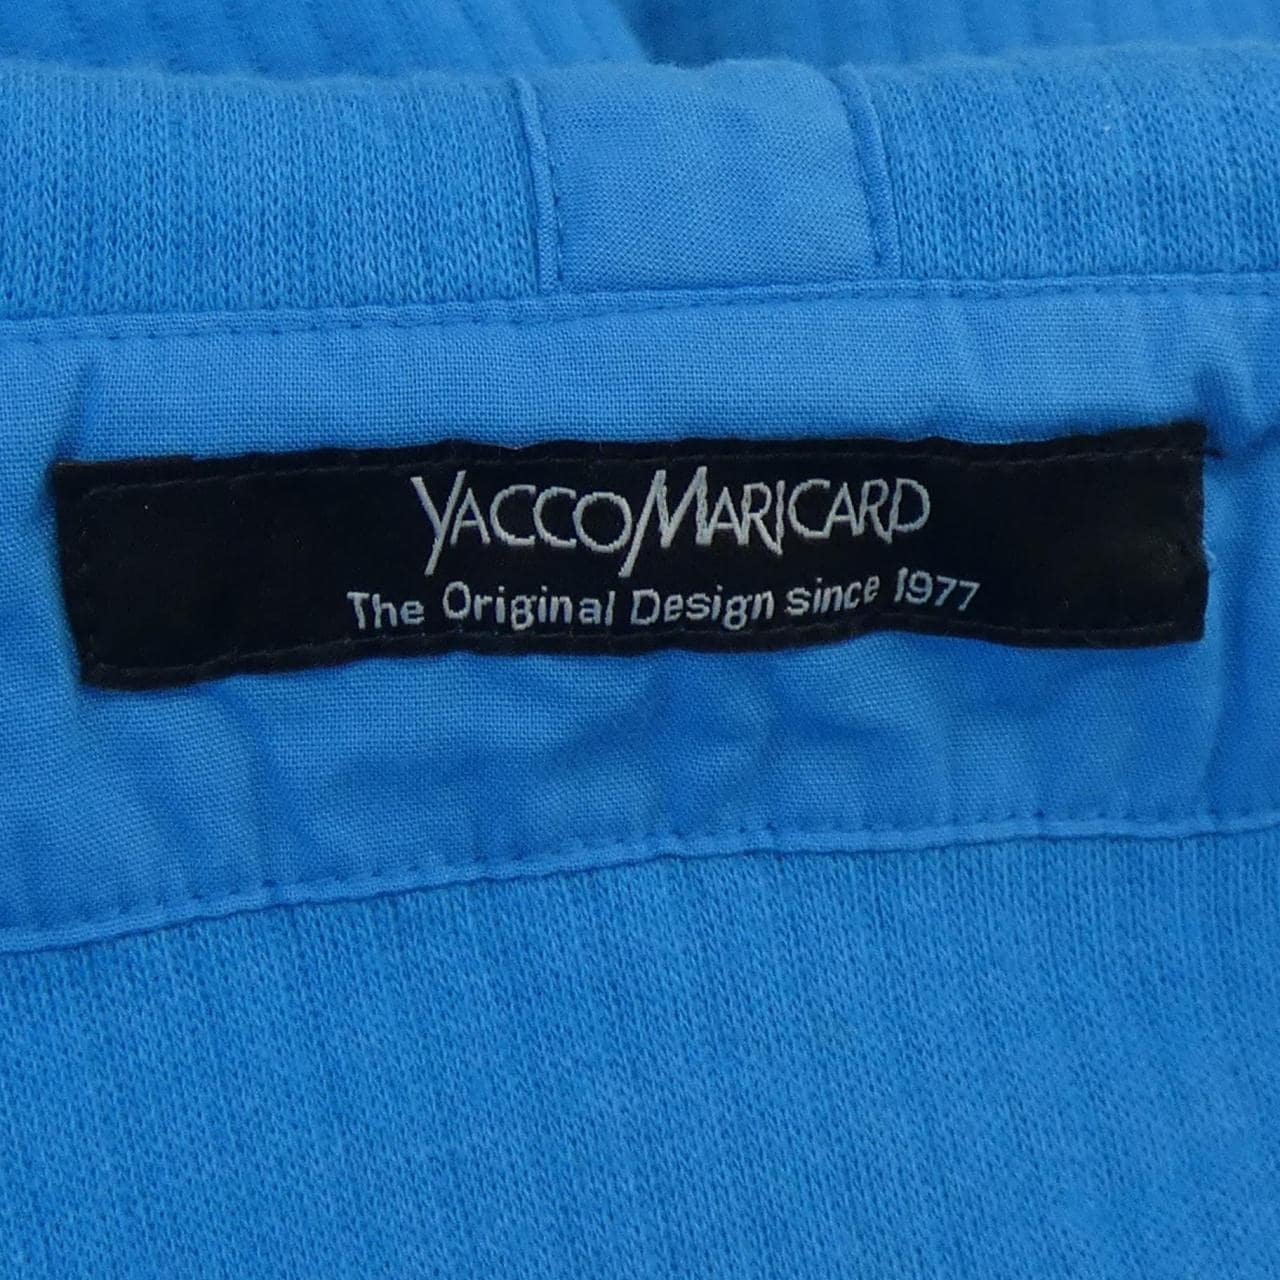 YACCOMARICARD
The Original Design since 1977